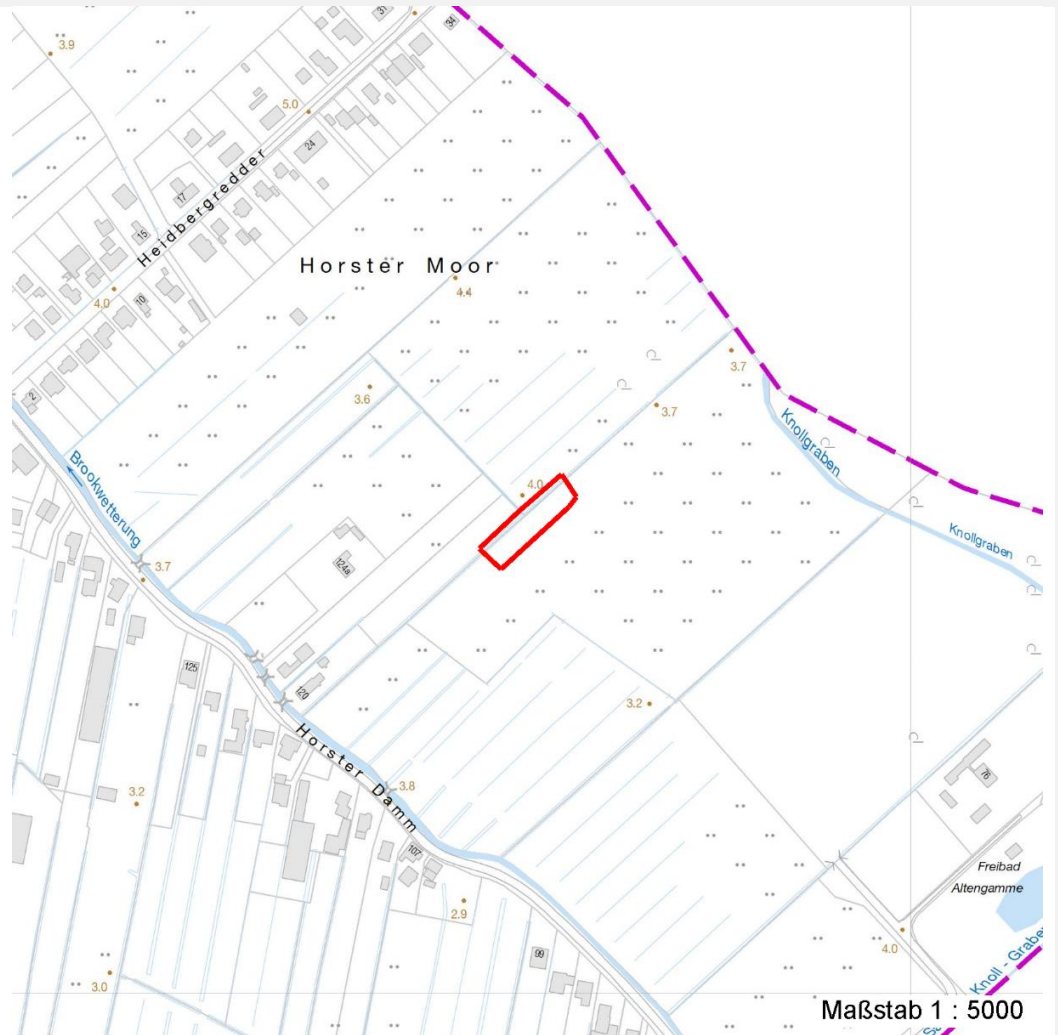 31
34
3.9
5.0
24
Heidbergredder
17
15
Horster Moor
4.4
4.0
10
3.7
3.6
2
3.7
Knollgraben
Brookwetterung
4.0
Knollgraben
124a
3.7
125
120
3.2
Horster Damm
3.8
76
3.2
107
Freibad
Altengamme
2.9
99
4.0
3.0
Knoll - Graben
Maßstab 1 : 5000